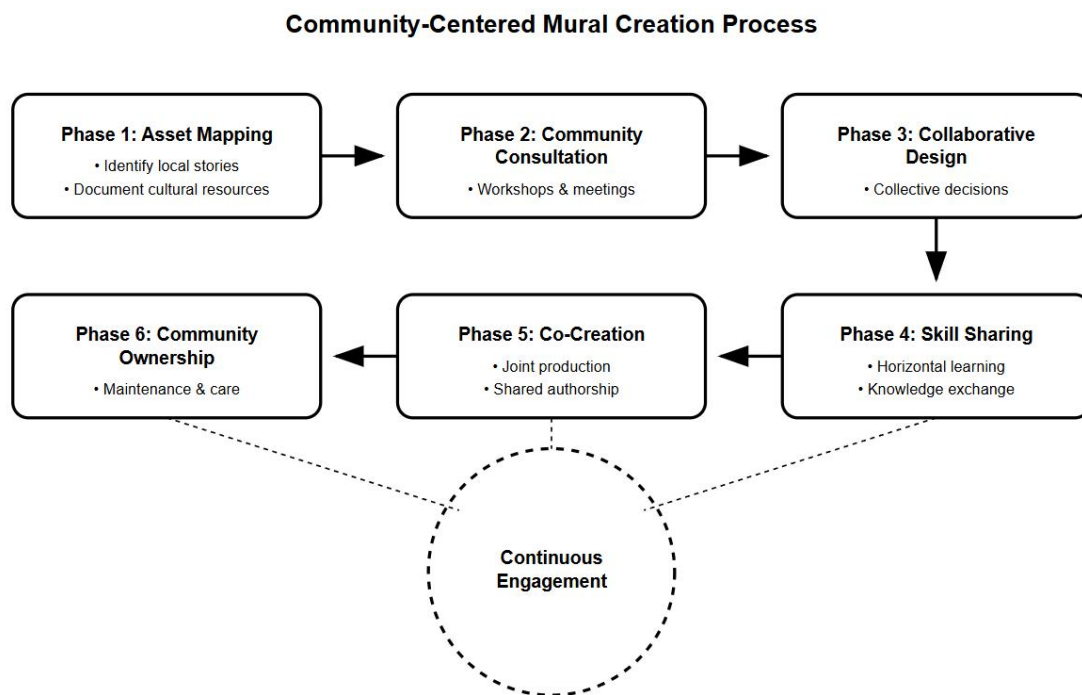 Community-Centered Mural Creation Process
Phase 1: Asset Mapping
• Identify local stories
• Document cultural resources
Phase 2: Community
Consultation
• Workshops & meetings
Phase 3: Collaborative
Design
• Collective decisions
Phase 4: Skill Sharing
• Horizontal learning
• Knowledge exchange
Phase 5: Co-Creation
• Joint production
• Shared authorship
Phase 6: Community
Ownership
• Maintenance & care
Continuous
Engagement